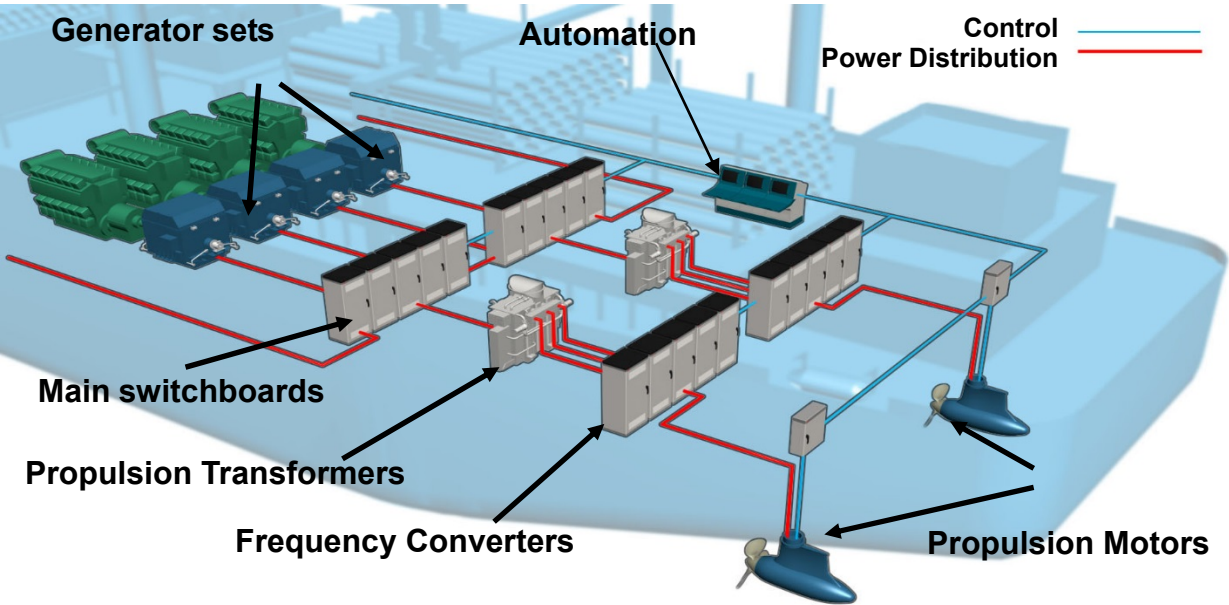 Generator sets
Automation
Control
Power Distribution
Main switchboards
Propulsion Transformers
Frequency Converters
Propulsion Motors